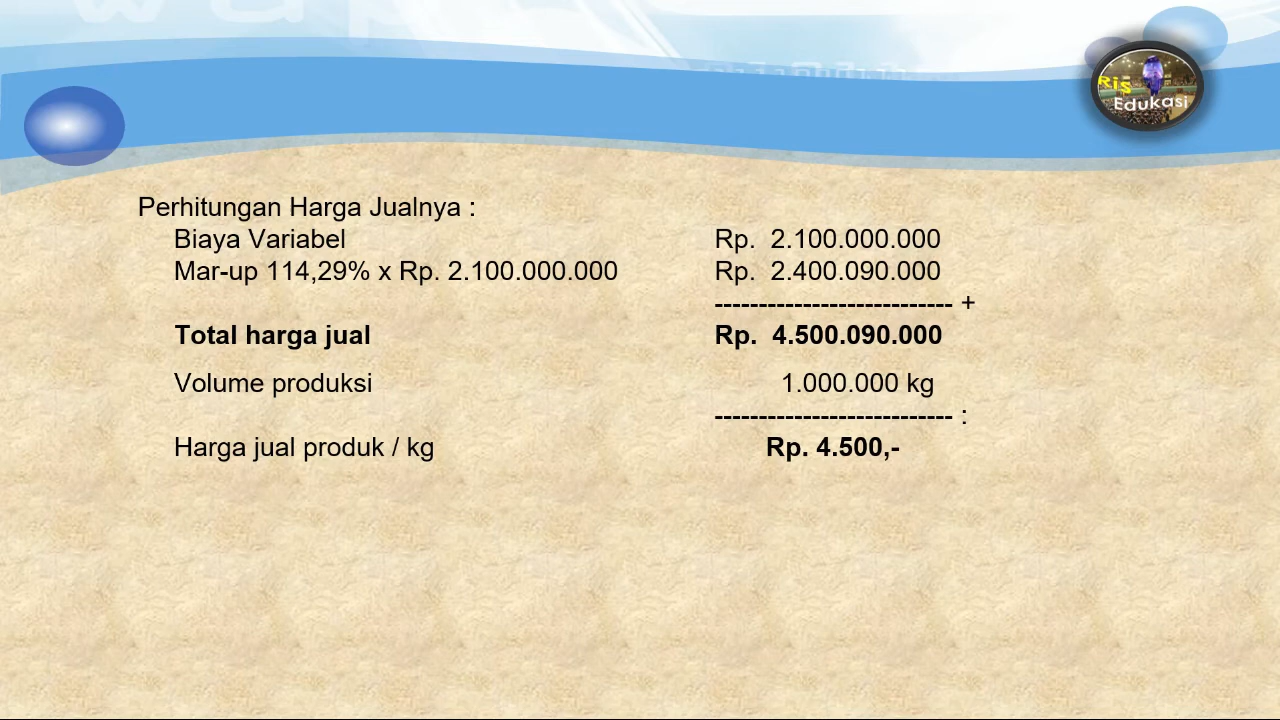 Ris
Edukasi
Perhitungan Harga Jualnya :
Biaya Variabel Rp. 2.100.000.000
Mar-up 114,29% x Rp. 2.100.000.000 Rp. 2.400.090.000
--------------------------- +
Total harga jual Rp. 4.500.090.000
Volume produksi 1.000.000 kg
--------------------------- :
Harga jual produk / kg Rp. 4.500,-